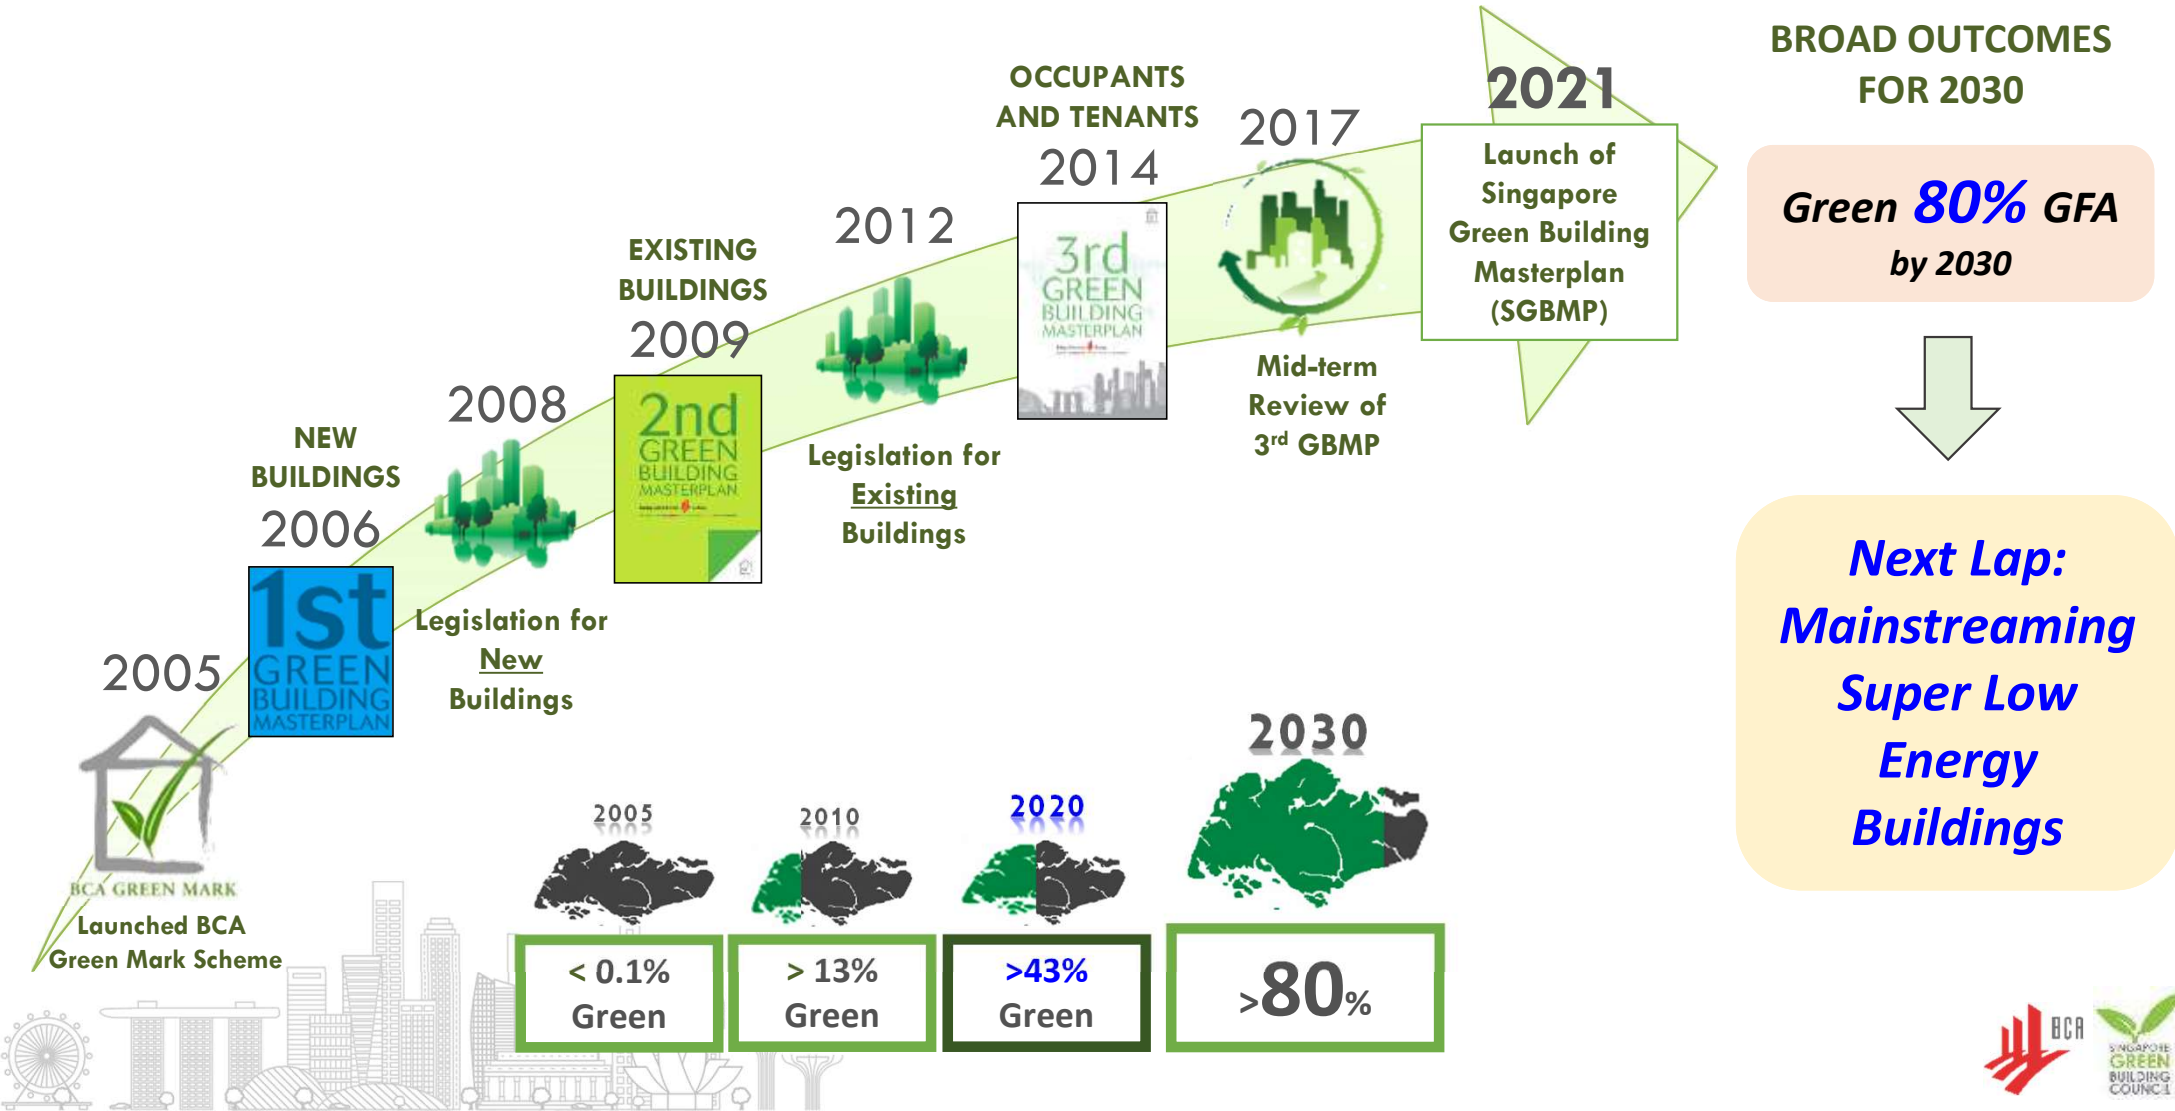 2005
BCA GREEN MARK
Launched BCA
Green Mark Scheme
NEW
BUILDINGS
2006
1st
GREEN
BUILDING
MASTERPLAN
2008
Legislation for
New
Buildings
EXISTING
BUILDINGS
2009
2nd
GREEN
BUILDING
MASTERPLAN
2012
Legislation for
Existing
Buildings
OCCUPANTS
AND TENANTS
2014
3rd
GREEN
BUILDING
MASTERPLAN
2017
Mid-term
Review of
3rd GBMP
2021
Launch of
Singapore
Green Building
Masterplan
(SGBMP)
BROAD OUTCOMES
FOR 2030
Green 80% GFA
by 2030
Next Lap:
Mainstreaming
Super Low
Energy
Buildings
2005
< 0.1%
Green
2010
> 13%
Green
2020
>43%
Green
2030
>80%
BCA
SINGAPORE
GREEN
BUILDING
COUNCIL